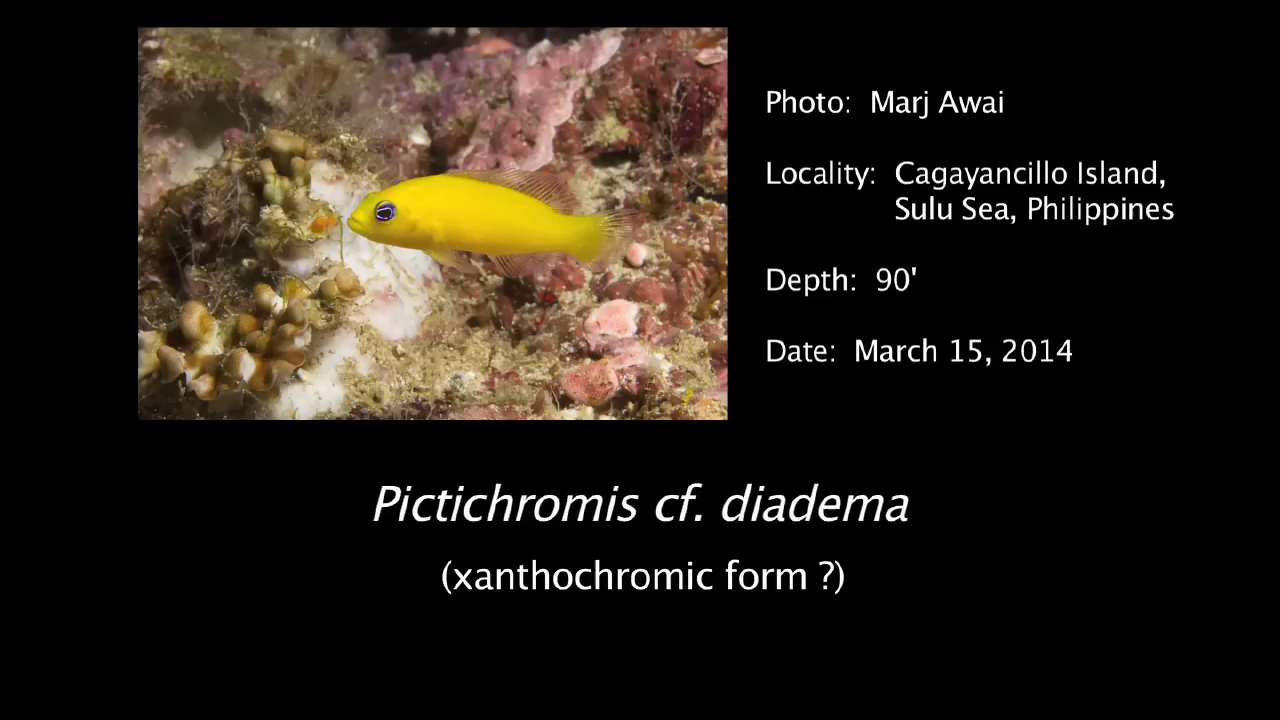 Photo: Marj Awai
Locality: Cagayancillo Island,
Sulu Sea, Philippines
Depth: 90'
Date: March 15, 2014
Pictichromis cf. diadema
(xanthochromic form ?)